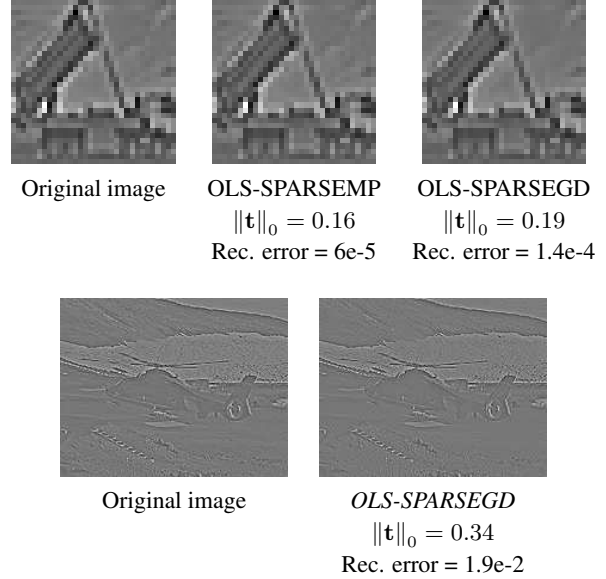 Original image
OLS-SPARSEMP
‖t‖₀ = 0.16
Rec. error = 6e-5
OLS-SPARSEGD
‖t‖₀ = 0.19
Rec. error = 1.4e-4
Original image
OLS-SPARSEGD
‖t‖₀ = 0.34
Rec. error = 1.9e-2